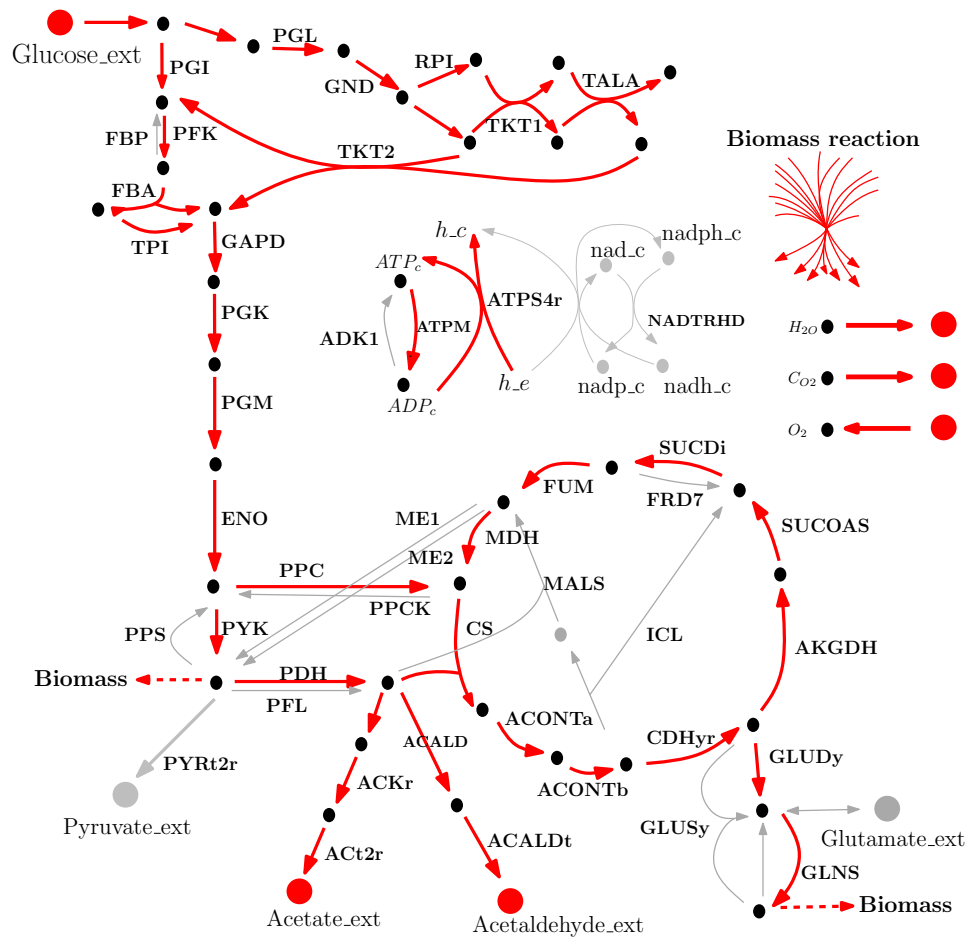 PGL
Glucose_ext
RPI
PGI
GND
TALA
FBP
PFK
TKT1
TKT2
Biomass reaction
FBA
TPI
GAPD
h_c
nad_c
nadph_c
ATP_c
PGK
ATPS4r
ATPM
NADTRHD
H_2O
ADK1
C_O2
PGM
ADP_c
h_e
nadp_c
nadh_c
O_2
SUCDi
FUM
FRD7
ENO
ME1
MDH
SUCOAS
ME2
PPC
MALS
PPCK
PPS
PYK
CS
ICL
AKGDH
Biomass
PDH
PFL
ACONTa
ACALD
CDHyr
GLUDy
PYRt2r
ACKr
ACONTb
Pyruvate_ext
GLUSy
Glutamate_ext
ACt2r
ACALDt
GLNS
Biomass
Acetate_ext
Acetaldehyde_ext